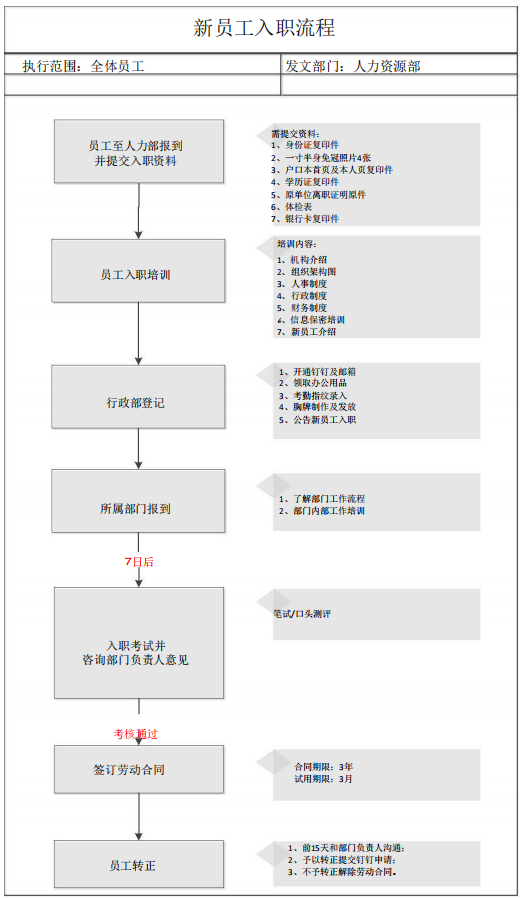 新员工入职流程
执行范围：全体员工
发文部门：人力资源部
员工至人力部报到
并提交入职资料
需提交资料：
1、身份证复印件
2、一寸半身免冠照片4张
3、户口本首页及本人页复印件
4、学历证复印件
5、原单位离职证明原件
6、体检表
7、银行卡复印件
员工入职培训
培训内容：
1、机构介绍
2、组织架构图
3、人事制度
4、行政制度
5、财务制度
6、信息保密培训
7、新员工介绍
行政部登记
1、开通钉钉及邮箱
2、领取办公用品
3、考勤指纹录入
4、胸牌制作及发放
5、公告新员工入职
所属部门报到
1、了解部门工作流程
2、部门内部工作培训
7日后
入职考试并
咨询部门负责人意见
笔试/口头测评
考核通过
签订劳动合同
合同期限：3年
试用期限：3月
员工转正
1、前15天和部门负责人沟通；
2、予以转正提交钉钉申请；
3、不予转正解除劳动合同。